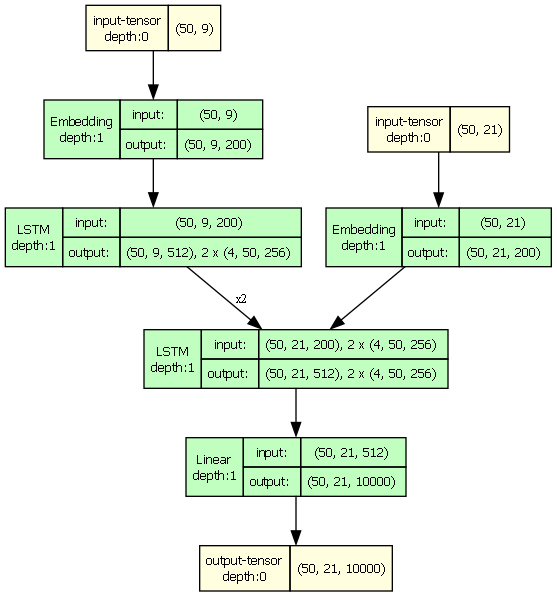 input-tensor
depth:0
(50, 9)
Embedding
depth:1
input:
(50, 9)
output:
(50, 9, 200)
input-tensor
depth:0
(50, 21)
LSTM
depth:1
input:
(50, 9, 200)
output:
(50, 9, 512), 2 x (4, 50, 256)
Embedding
depth:1
input:
(50, 21)
output:
(50, 21, 200)
x2
LSTM
depth:1
input:
(50, 21, 200), 2 x (4, 50, 256)
output:
(50, 21, 512), 2 x (4, 50, 256)
Linear
depth:1
input:
(50, 21, 512)
output:
(50, 21, 10000)
output-tensor
depth:0
(50, 21, 10000)